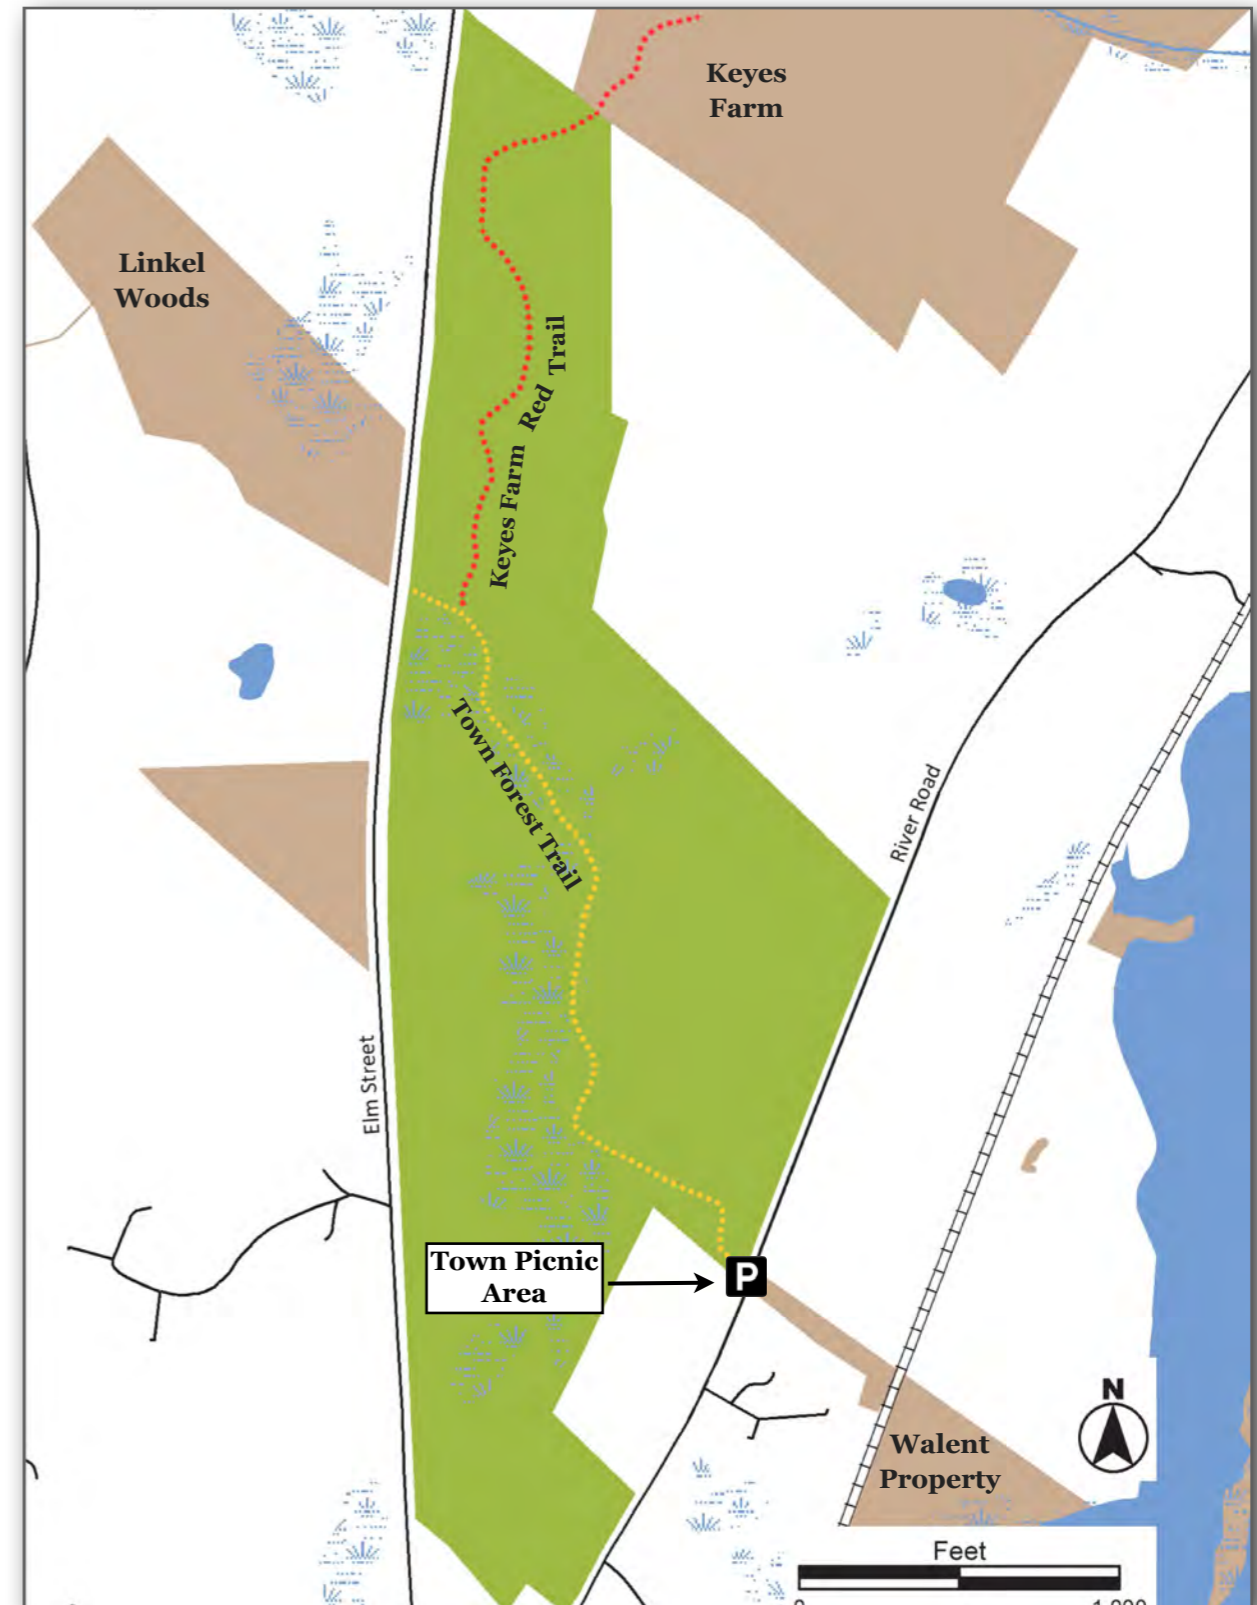 Keyes
Farm
Linkel
Woods
Keyes Farm Red Trail
Town Forest Trail
River Road
Elm Street
Town Picnic
Area
P
N
Walent
Property
Feet